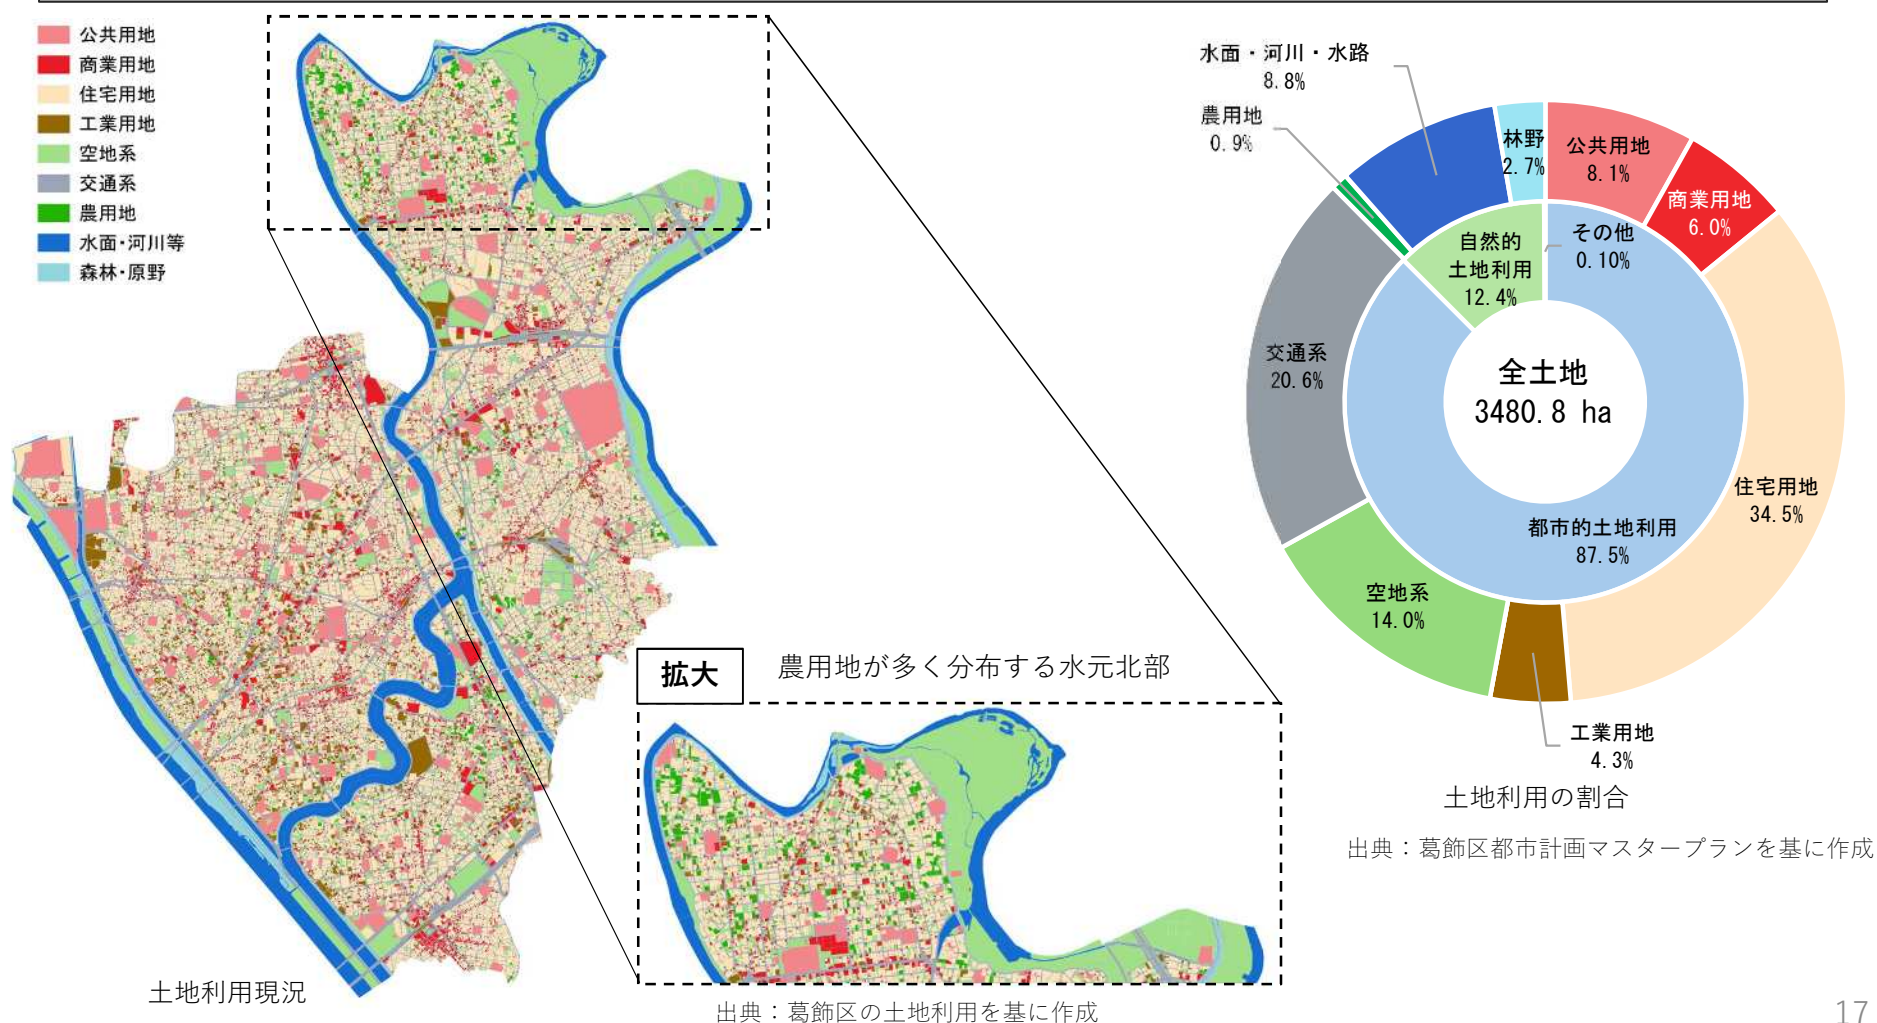 公共用地
商業用地
住宅用地
工業用地
空地系
交通系
農用地
水面・河川等
森林・原野
土地利用現況
拡大
農用地が多く分布する水元北部
出典：葛飾区の土地利用を基に作成
水面・河川・水路
8.8%
農用地
0.9%
林野
2.7%
公共用地
8.1%
商業用地
6.0%
自然的
土地利用
12.4%
その他
0.10%
交通系
20.6%
全土地
3480.8 ha
住宅用地
34.5%
都市的土地利用
87.5%
空地系
14.0%
工業用地
4.3%
土地利用の割合
出典：葛飾区都市計画マスタープランを基に作成
17